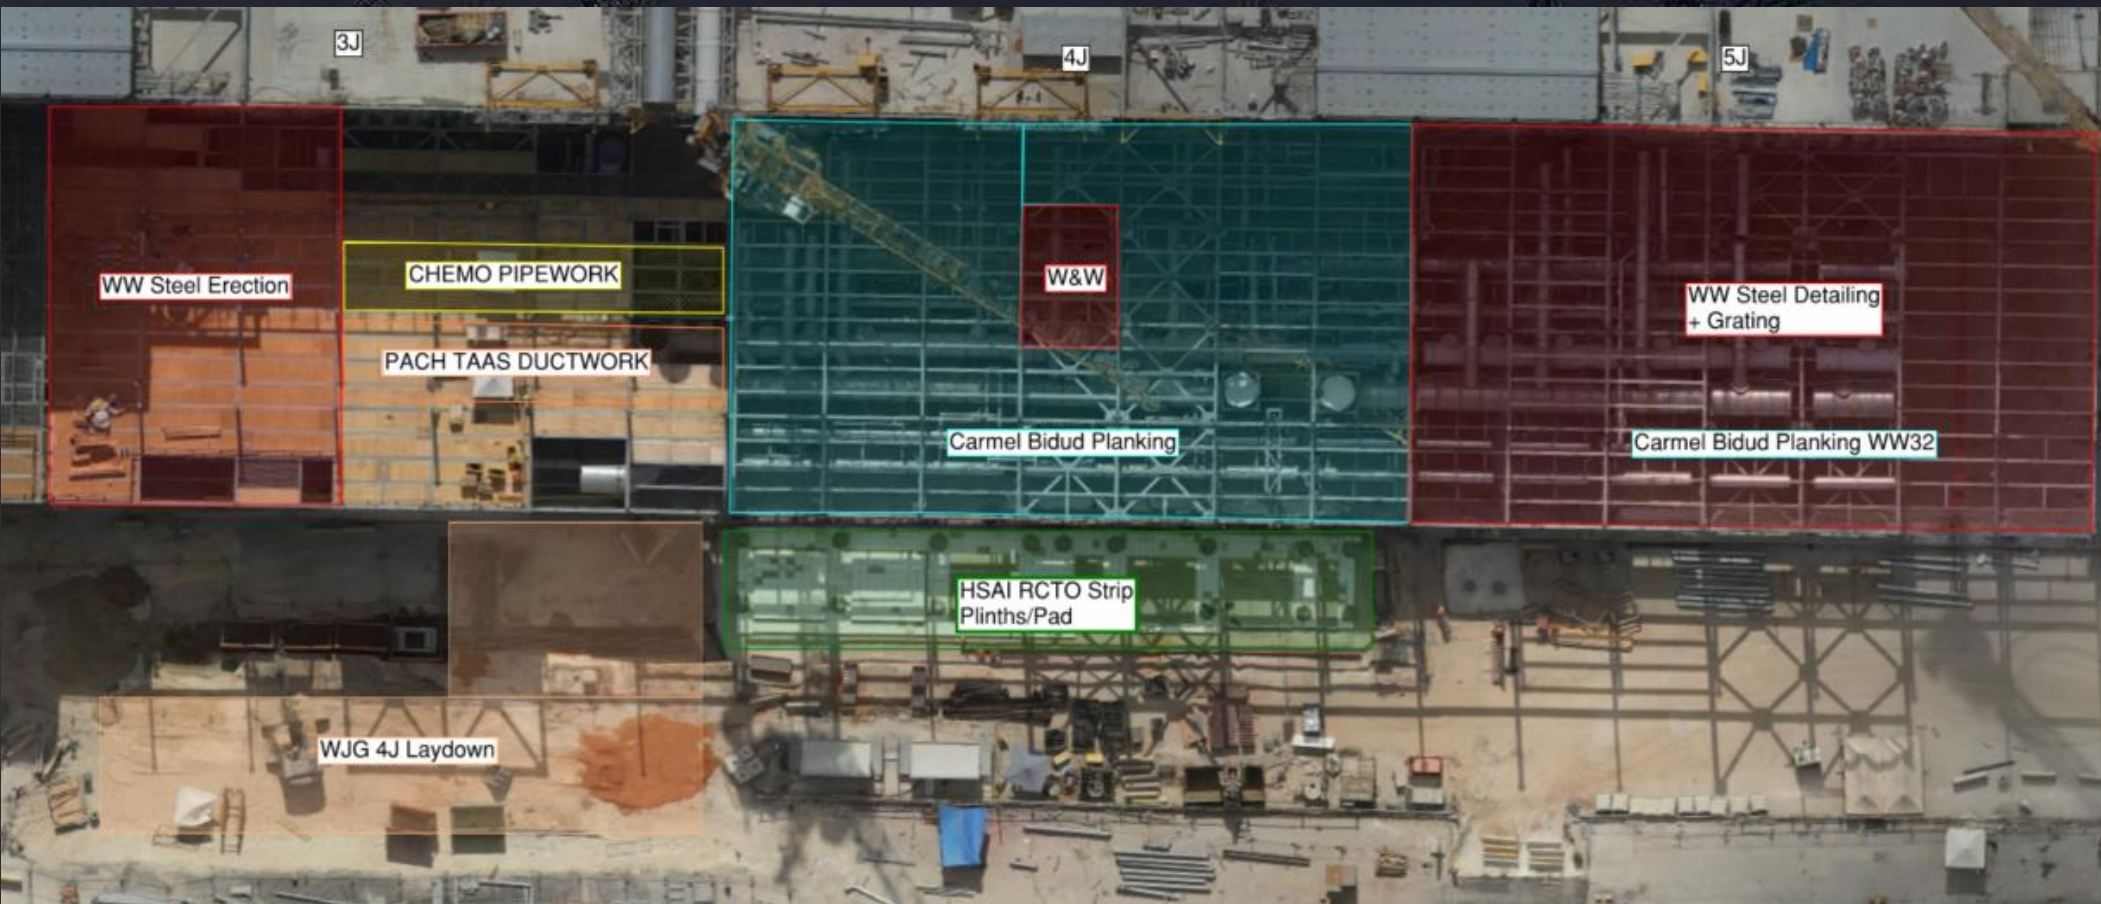 3J
4J
5J
WW Steel Erection
CHEMO PIPEWORK
W&W
WW Steel Detailing
+ Grating
PACH TAAS DUCTWORK
Carmel Bidud Planking
Carmel Bidud Planking WW32
HSAI RCTO Strip
Plinths/Pad
WJG 4J Laydown